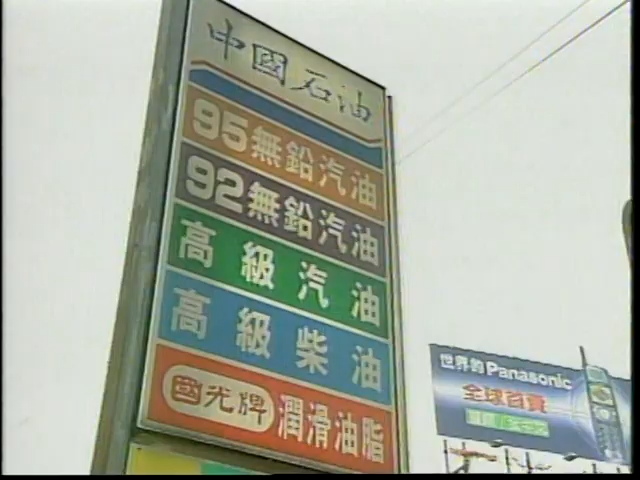 中國石油
95無鉛汽油
92無鉛汽油
高級汽油
高級柴油
國光牌 潤滑油脂
世界的Panasonic
全球首賣